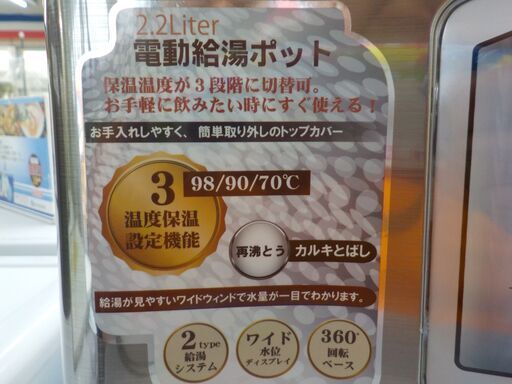 2.2Liter
電動給湯ポット
保温温度が3段階に切替可。
お手軽に飲みたい時にすぐ使える！
お手入れしやすく、簡単取り外しのトップカバー
3
温度保温
設定機能
98/90/70℃
再沸とう
カルキとばし
給湯が見やすいワイドウィンドで水量が一目でわかります。
2type
給湯
システム
ワイド
水位
ディスプレイ
360°
回転
ベース